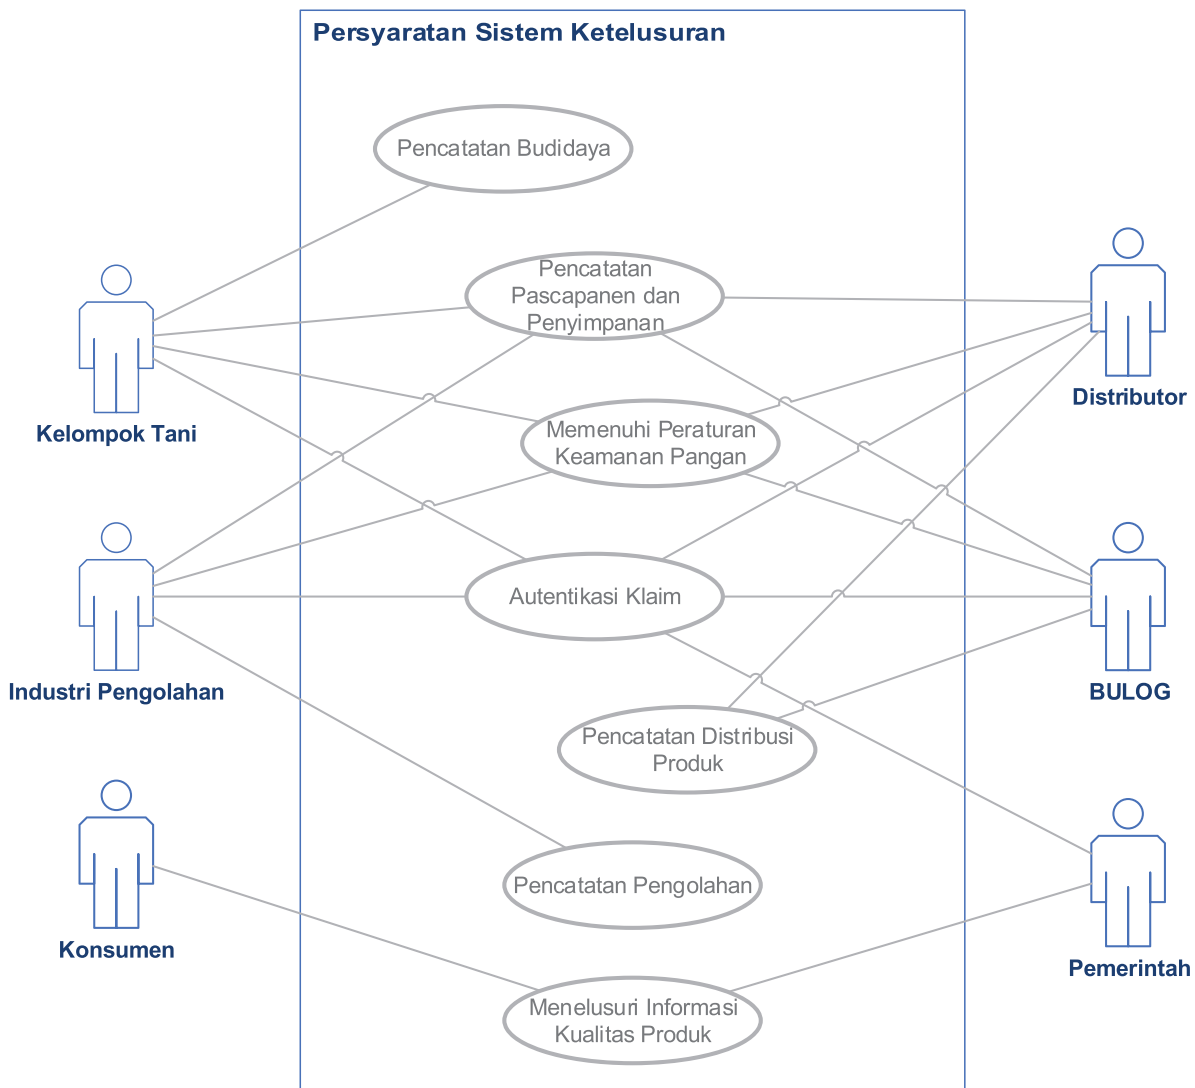 Persyaratan Sistem Ketelusuran
Pencatatan Budidaya
Pencatatan
Pascapanen dan
Penyimpanan
Distributor
Kelompok Tani
Memenuhi Peraturan
Keamanan Pangan
Autentikasi Klaim
Industri Pengolahan
BULOG
Pencatatan Distribusi
Produk
Pencatatan Pengolahan
Konsumen
Pemerintah
Menelusuri Informasi
Kualitas Produk